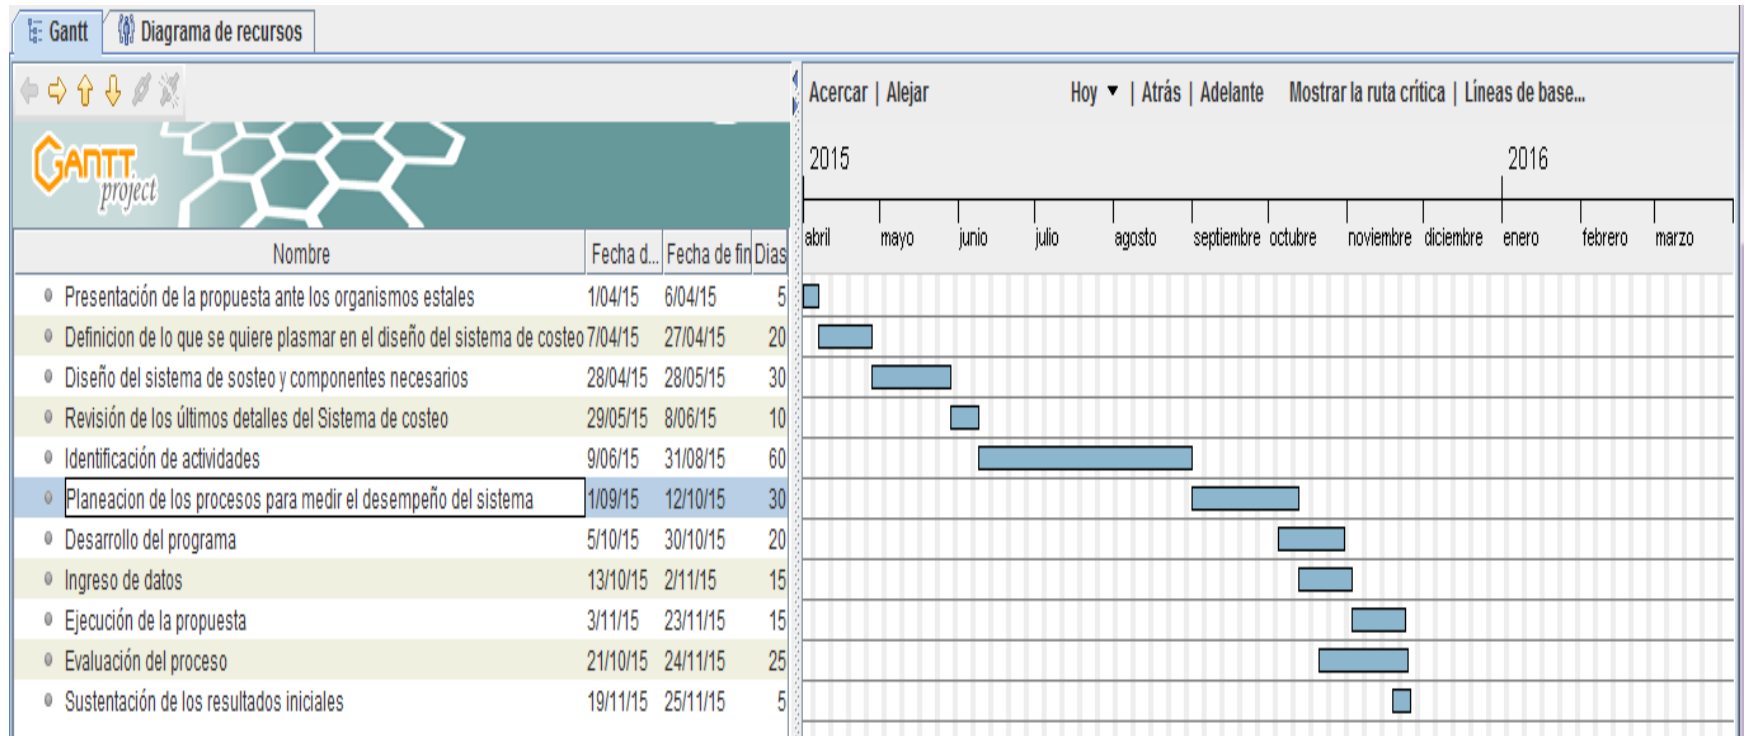 Gantt Diagrama de recursos
Acercar | Alejar Hoy ▼ | Atrás | Adelante Mostrar la ruta crítica | Líneas de base...
GANTT project
2015 2016
abril mayo junio julio agosto septiembre octubre noviembre diciembre enero febrero marzo
Nombre Fecha d... Fecha de fin Dias
Presentación de la propuesta ante los organismos estales 1/04/15 6/04/15 5
Definicion de lo que se quiere plasmar en el diseño del sistema de costeo 7/04/15 27/04/15 20
Diseño del sistema de sosteo y componentes necesarios 28/04/15 28/05/15 30
Revisión de los últimos detalles del Sistema de costeo 29/05/15 8/06/15 10
Identificación de actividades 9/06/15 31/08/15 60
Planeacion de los procesos para medir el desempeño del sistema 1/09/15 12/10/15 30
Desarrollo del programa 5/10/15 30/10/15 20
Ingreso de datos 13/10/15 2/11/15 15
Ejecución de la propuesta 3/11/15 23/11/15 15
Evaluación del proceso 21/10/15 24/11/15 25
Sustentación de los resultados iniciales 19/11/15 25/11/15 5